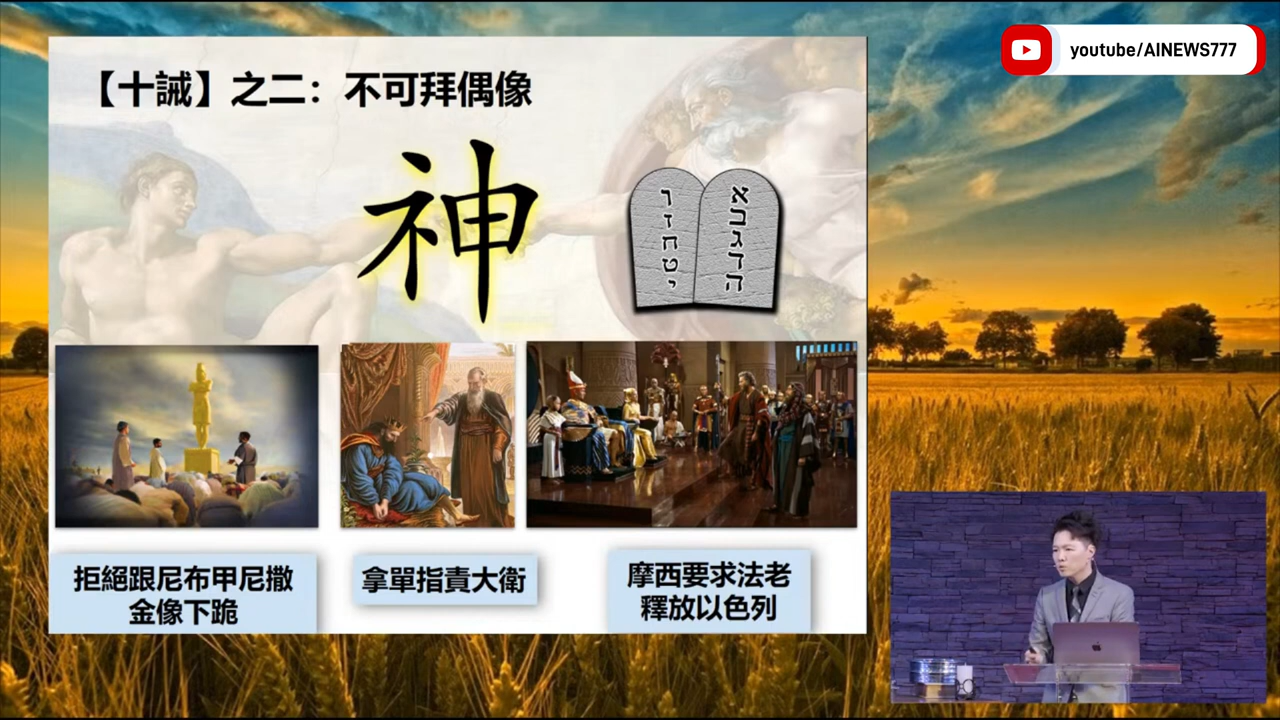 youtube/AINEWS777
【十誡】之二：不可拜偶像
神
ו א
ז ב
ח ג
ט ד
י ה
拒絕跟尼布甲尼撒
金像下跪
拿單指責大衛
摩西要求法老
釋放以色列